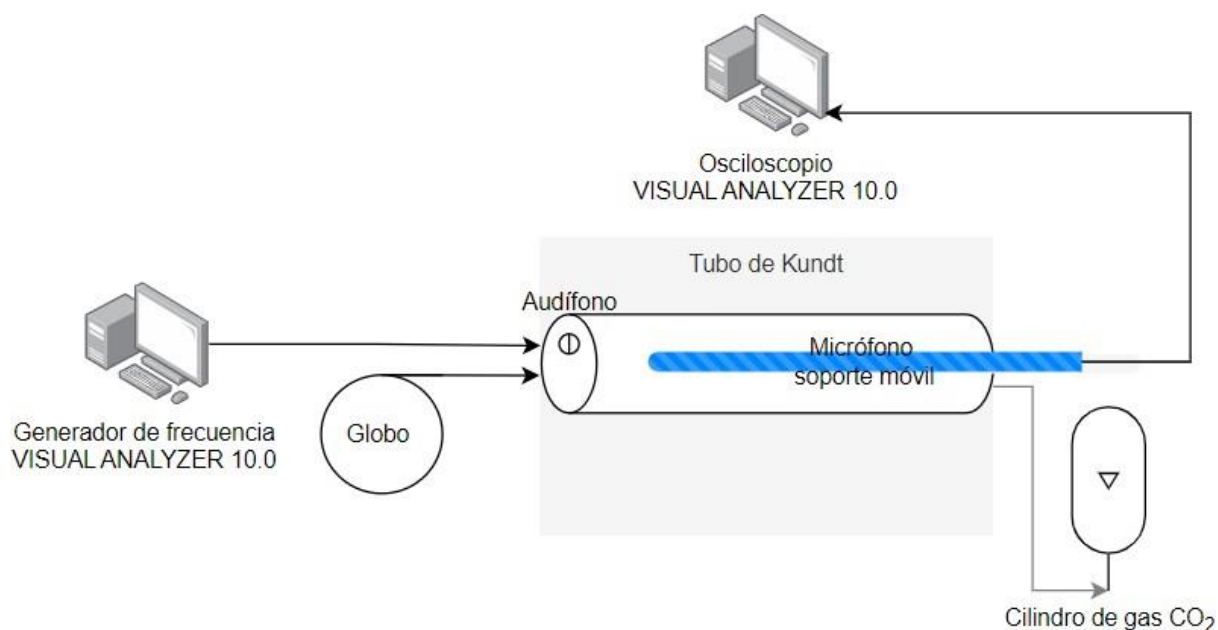 Osciloscopio
VISUAL ANALYZER 10.0
Tubo de Kundt
Audífono
Micrófono
soporte móvil
Globo
Generador de frecuencia
VISUAL ANALYZER 10.0
Cilindro de gas CO₂